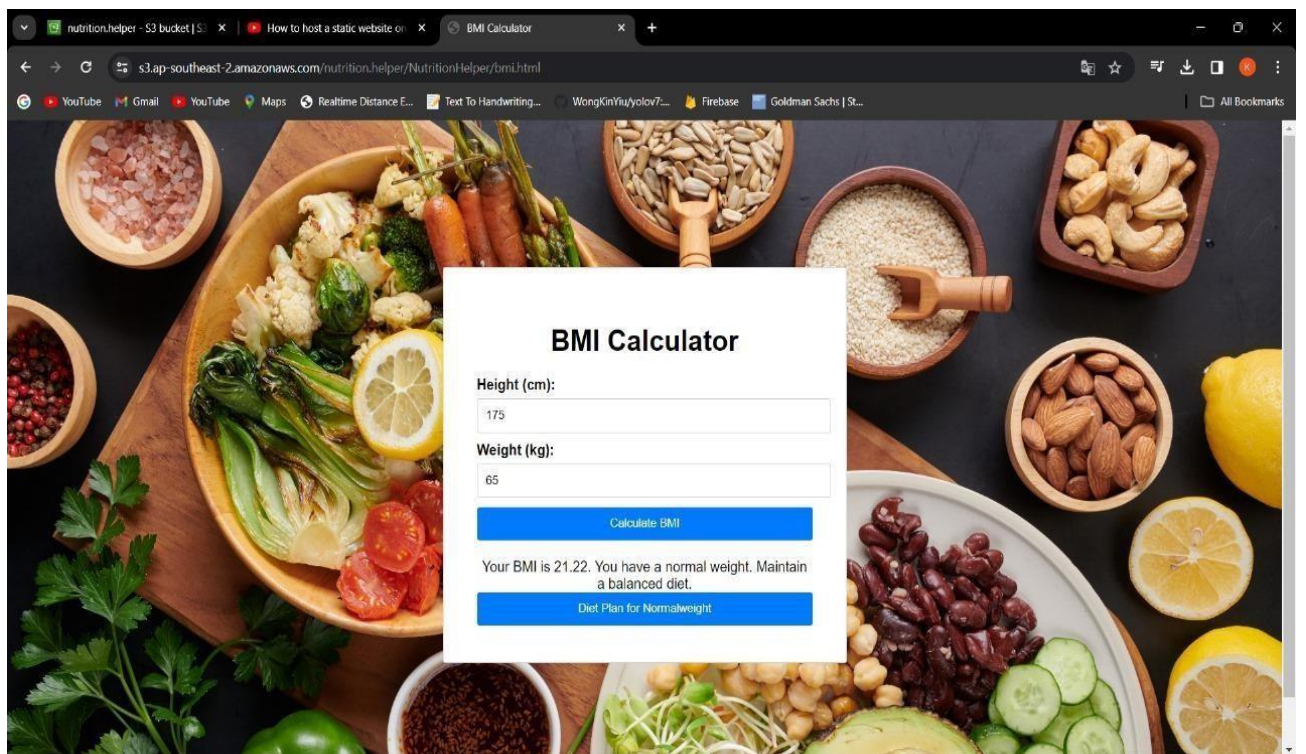 nutrition.helper - S3 bucket | S3
How to host a static website on
BMI Calculator
s3.ap-southeast-2.amazonaws.com/nutrition.helper/NutritionHelper/bmi.html
YouTube
Gmail
YouTube
Maps
Realtime Distance E...
Text To Handwriting...
WongKinYiu/yolov7:...
Firebase
Goldman Sachs | St...
All Bookmarks
BMI Calculator
Height (cm):
175
Weight (kg):
65
Calculate BMI
Your BMI is 21.22. You have a normal weight. Maintain
a balanced diet.
Diet Plan for Normalweight